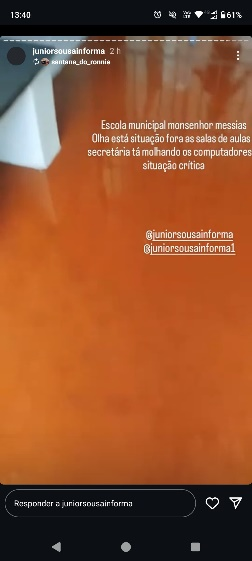 13:40
61%
juniorsousainforma 2 h
santana_do_ronnia
Escola municipal monsenhor messias
Olha está situação fora as salas de aulas
secretária tá molhando os computadores
situação crítica
@juniorsousainforma
@juniorsousainforma1
Responder a juniorsousainforma